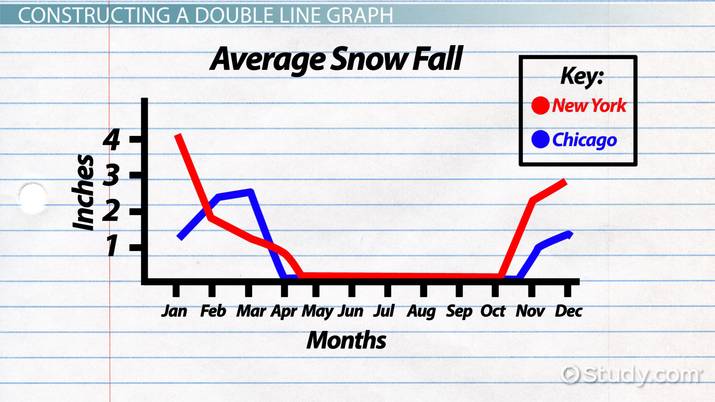 CONSTRUCTING A DOUBLE LINE GRAPH
Average Snow Fall
Key:
New York
Chicago
Inches
4
3
2
1
Jan Feb Mar Apr May Jun Jul Aug Sep Oct Nov Dec
Months
Study.com